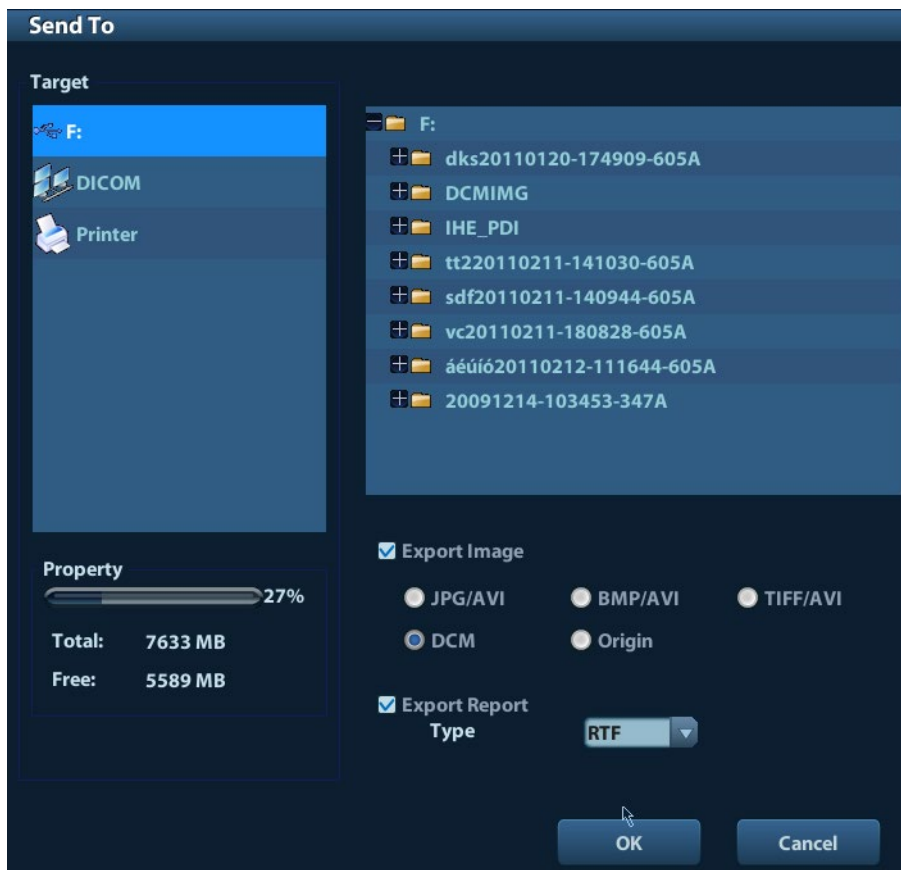 Send To
Target
F:
DICOM
Printer
F:
dks20110120-174909-605A
DCMIMG
IHE_PDI
tt220110211-141030-605A
sdf20110211-140944-605A
vc20110211-180828-605A
áéúíó20110212-111644-605A
20091214-103453-347A
Property
27%
Total: 7633 MB
Free: 5589 MB
Export Image
JPG/AVI BMP/AVI TIFF/AVI
DCM Origin
Export Report
Type RTF
OK Cancel